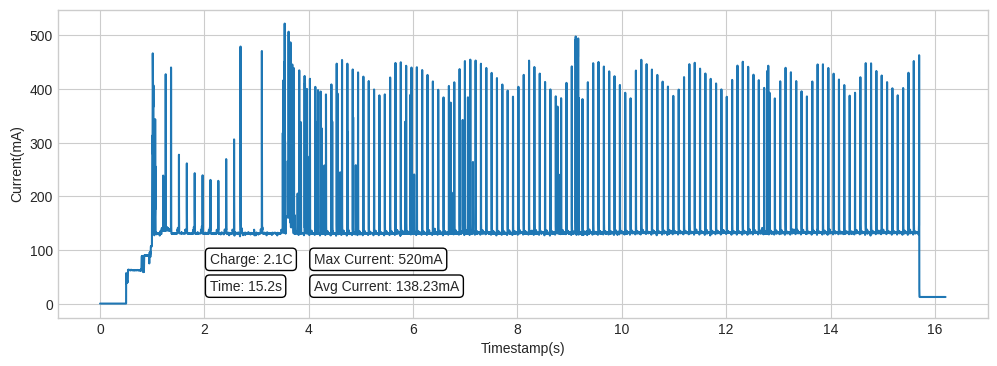 500
400
300
200
100
0
Current(mA)
Charge: 2.1C
Max Current: 520mA
Time: 15.2s
Avg Current: 138.23mA
0 2 4 6 8 10 12 14 16
Timestamp(s)